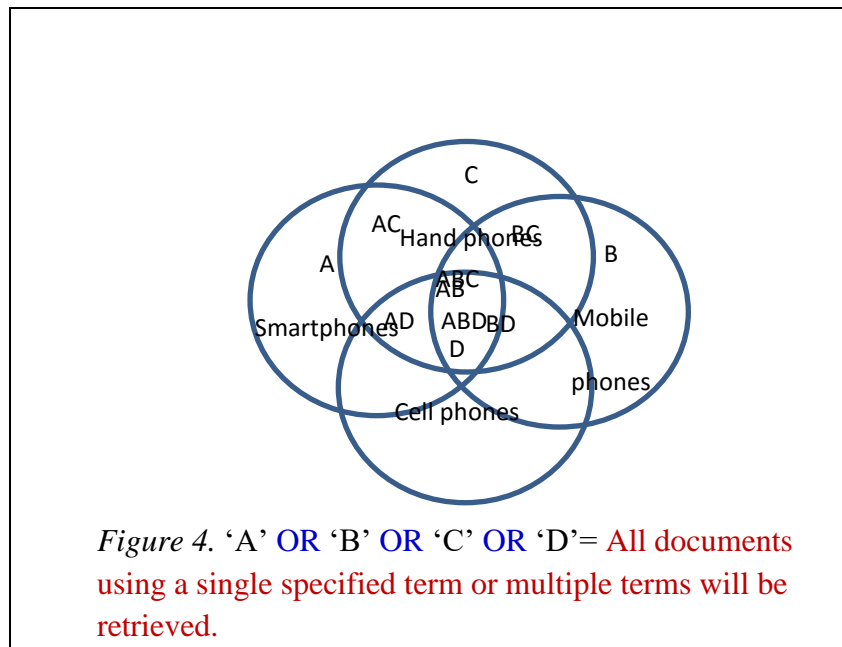 C
AC
Hand phones
BC
A
B
ABC
AB
Smartphones
AD
ABD
BD
Mobile
D
phones
Cell phones
Figure 4. ‘A’ OR ‘B’ OR ‘C’ OR ‘D’= All documents
using a single specified term or multiple terms will be
retrieved.